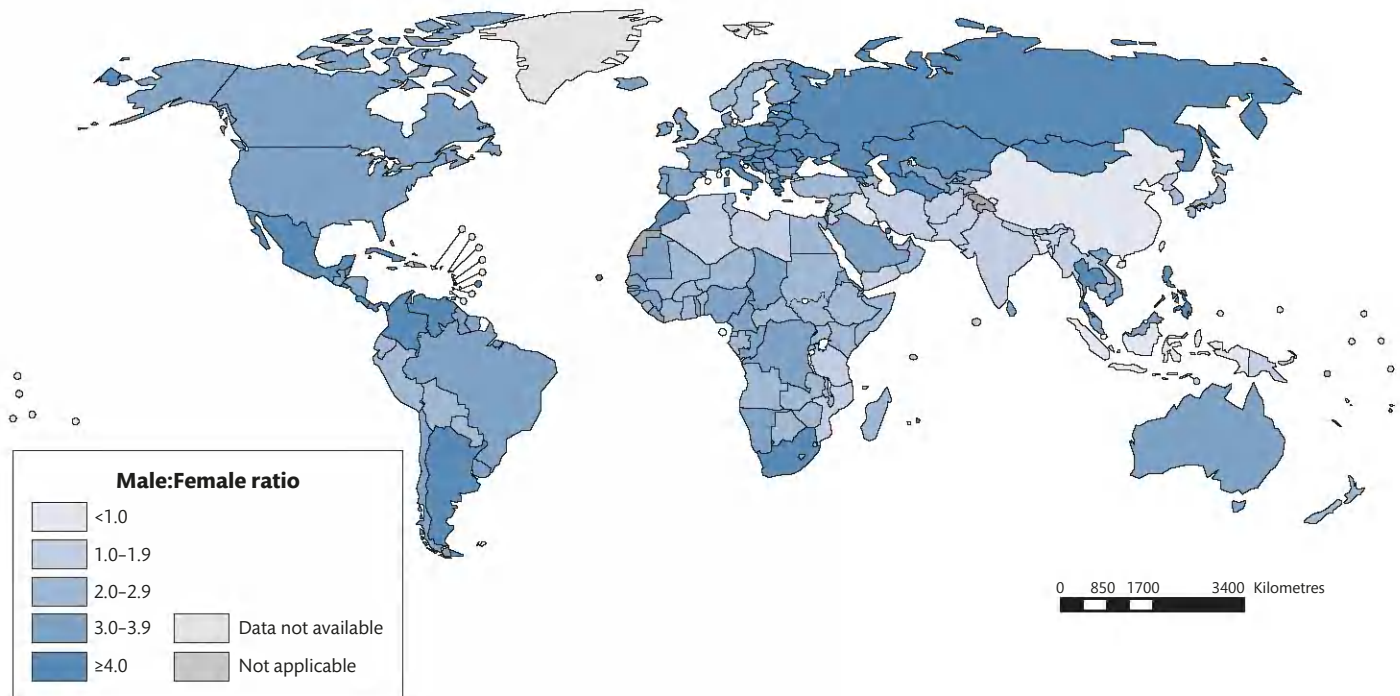 Male:Female ratio
<1.0
1.0–1.9
2.0–2.9
3.0–3.9
≥4.0
Data not available
Not applicable
0 850 1700 3400 Kilometres